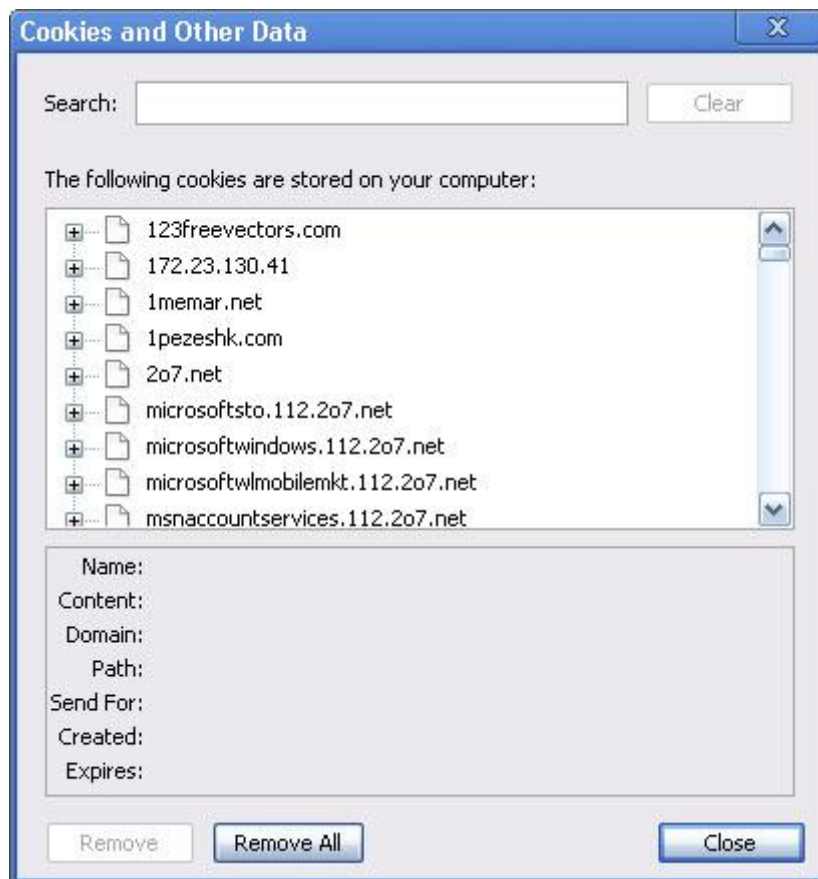 Cookies and Other Data
Search:
Clear
The following cookies are stored on your computer:
123freevectors.com
172.23.130.41
1memar.net
1pezeshk.com
2o7.net
microsoftsto.112.2o7.net
microsoftwindows.112.2o7.net
microsoftwlmobilemkt.112.2o7.net
msnaccountservices.112.2o7.net
Name:
Content:
Domain:
Path:
Send For:
Created:
Expires:
Remove Remove All Close